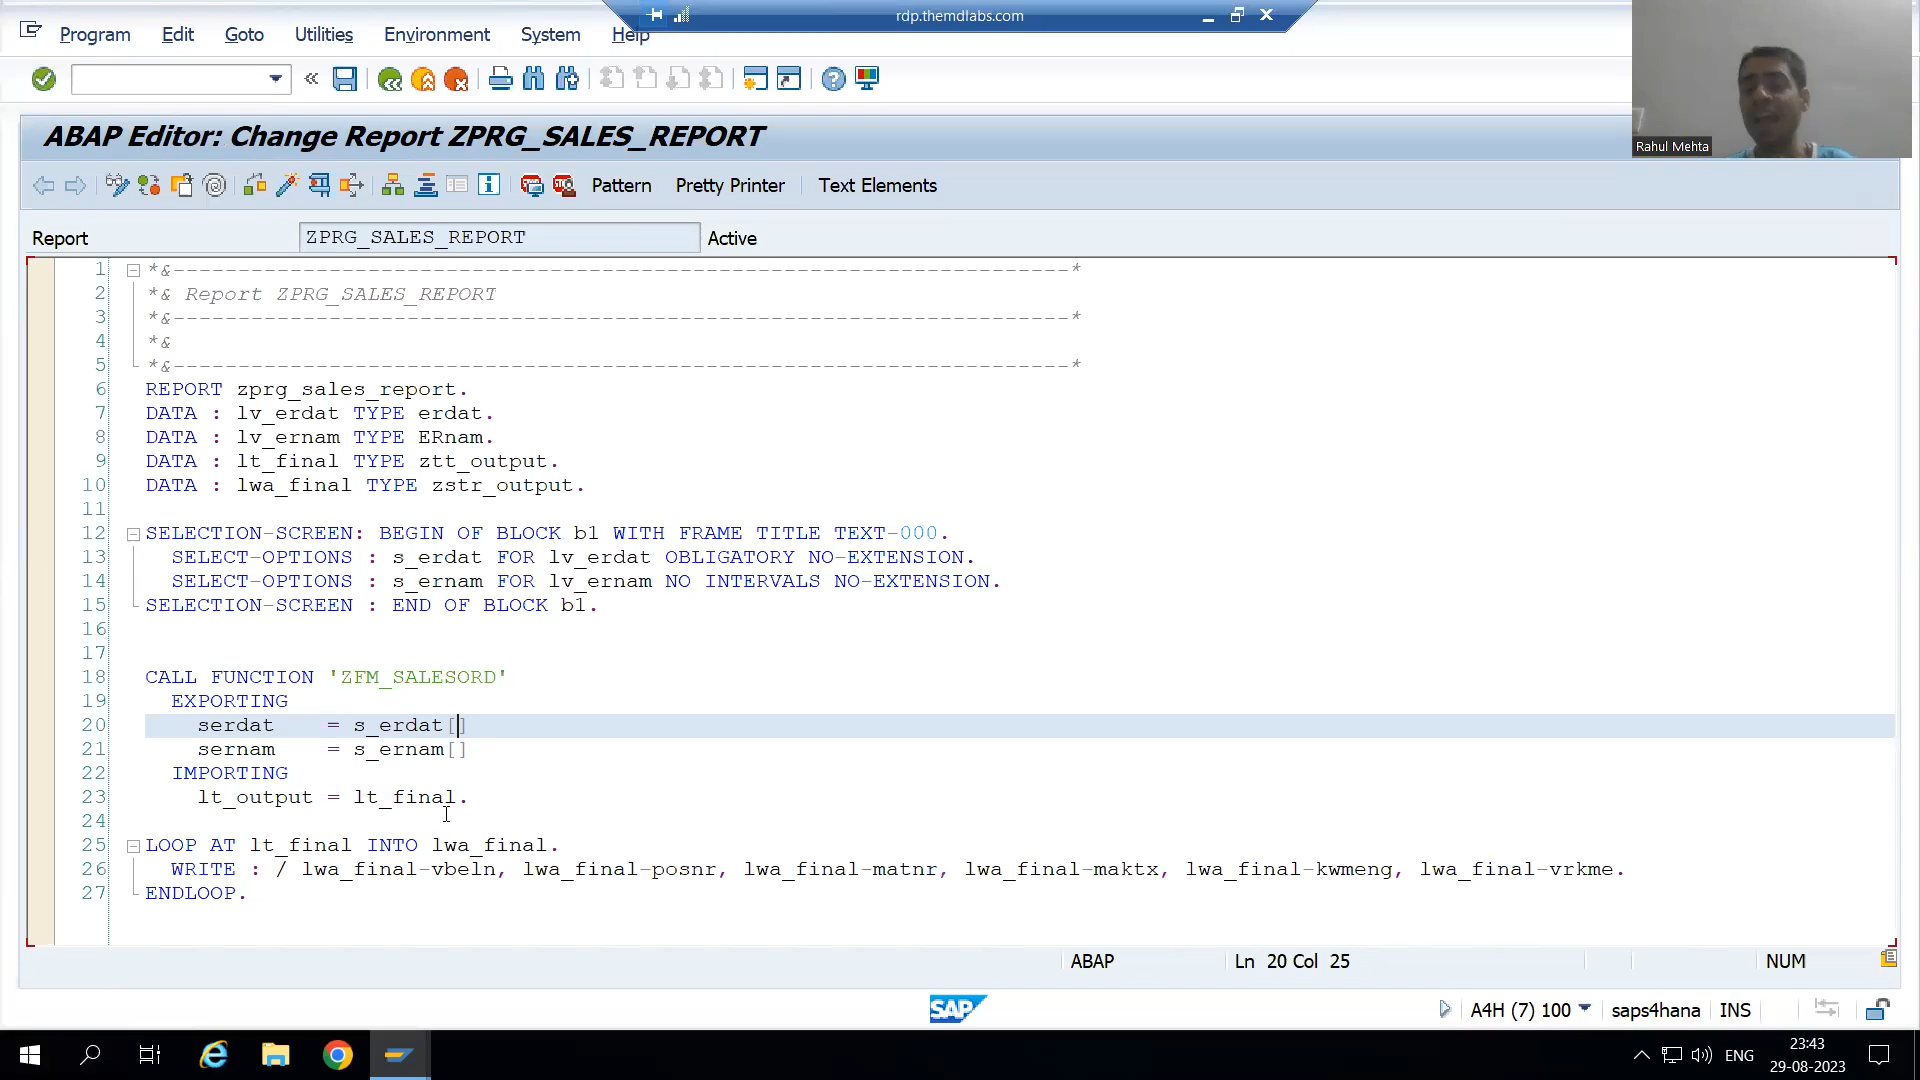 rdp.themdlabs.com
Program Edit Goto Utilities Environment System Help
ABAP Editor: Change Report ZPRG_SALES_REPORT
Rahul Mehta
Pattern Pretty Printer Text Elements
Report ZPRG_SALES_REPORT Active
1 *&---------------------------------------------------------------------*
2 *& Report ZPRG_SALES_REPORT
3 *&---------------------------------------------------------------------*
4 *&
5 *&---------------------------------------------------------------------*
6 REPORT zprg_sales_report.
7 DATA : lv_erdat TYPE erdat.
8 DATA : lv_ernam TYPE ERnam.
9 DATA : lt_final TYPE ztt_output.
10 DATA : lwa_final TYPE zstr_output.
11
12 SELECTION-SCREEN: BEGIN OF BLOCK b1 WITH FRAME TITLE TEXT-000.
13 SELECT-OPTIONS : s_erdat FOR lv_erdat OBLIGATORY NO-EXTENSION.
14 SELECT-OPTIONS : s_ernam FOR lv_ernam NO INTERVALS NO-EXTENSION.
15 SELECTION-SCREEN : END OF BLOCK b1.
16
17
18 CALL FUNCTION 'ZFM_SALESORD'
19 EXPORTING
20 serdat = s_erdat[]
21 sernam = s_ernam[]
22 IMPORTING
23 lt_output = lt_final.
24
25 LOOP AT lt_final INTO lwa_final.
26 WRITE : / lwa_final-vbeln, lwa_final-posnr, lwa_final-matnr, lwa_final-maktx, lwa_final-kwmeng, lwa_final-vrkme.
27 ENDLOOP.
ABAP Ln 20 Col 25 NUM
SAP A4H (7) 100 saps4hana INS
ENG 23:43
29-08-2023